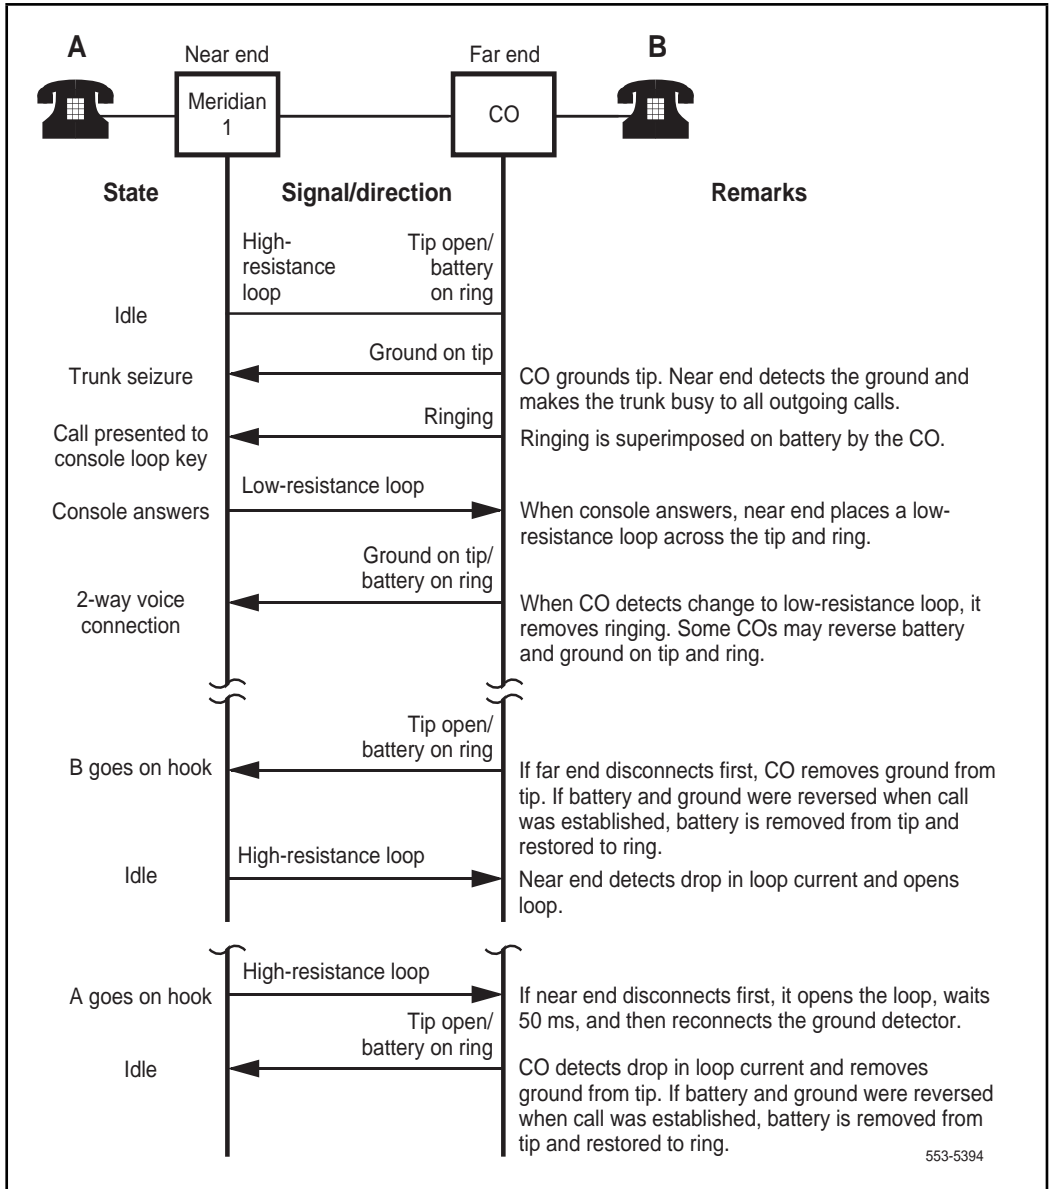 A
Near end
Far end
B
Meridian
1
CO
State
Signal/direction
Remarks
High-
resistance
loop
Tip open/
battery
on ring
Idle
Ground on tip
Trunk seizure
CO grounds tip. Near end detects the ground and
makes the trunk busy to all outgoing calls.
Ringing
Call presented to
console loop key
Ringing is superimposed on battery by the CO.
Low-resistance loop
Console answers
When console answers, near end places a low-
resistance loop across the tip and ring.
Ground on tip/
battery on ring
2-way voice
connection
When CO detects change to low-resistance loop, it
removes ringing. Some COs may reverse battery
and ground on tip and ring.
Tip open/
battery on ring
B goes on hook
If far end disconnects first, CO removes ground from
tip. If battery and ground were reversed when call
was established, battery is removed from tip and
restored to ring.
High-resistance loop
Idle
Near end detects drop in loop current and opens
loop.
High-resistance loop
A goes on hook
If near end disconnects first, it opens the loop, waits
50 ms, and then reconnects the ground detector.
Tip open/
battery on ring
Idle
CO detects drop in loop current and removes
ground from tip. If battery and ground were reversed
when call was established, battery is removed from
tip and restored to ring.
553-5394